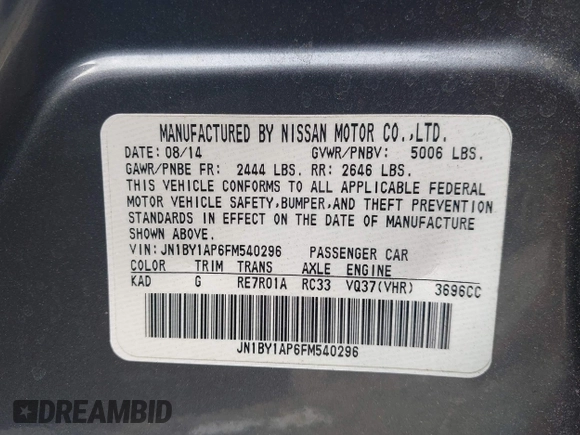 MANUFACTURED BY NISSAN MOTOR CO.,LTD.
DATE: 08/14 GVWR/PNBV: 5006 LBS.
GAWR/PNBE FR: 2444 LBS. RR: 2646 LBS.
THIS VEHICLE CONFORMS TO ALL APPLICABLE FEDERAL
MOTOR VEHICLE SAFETY,BUMPER,AND THEFT PREVENTION
STANDARDS IN EFFECT ON THE DATE OF MANUFACTURE
SHOWN ABOVE.
VIN:JN1BY1AP6FM540296 PASSENGER CAR
COLOR TRIM TRANS AXLE ENGINE
KAD G RE7R01A RC33 VQ37(VHR) 3696CC
JN1BY1AP6FM540296
DREAMBID